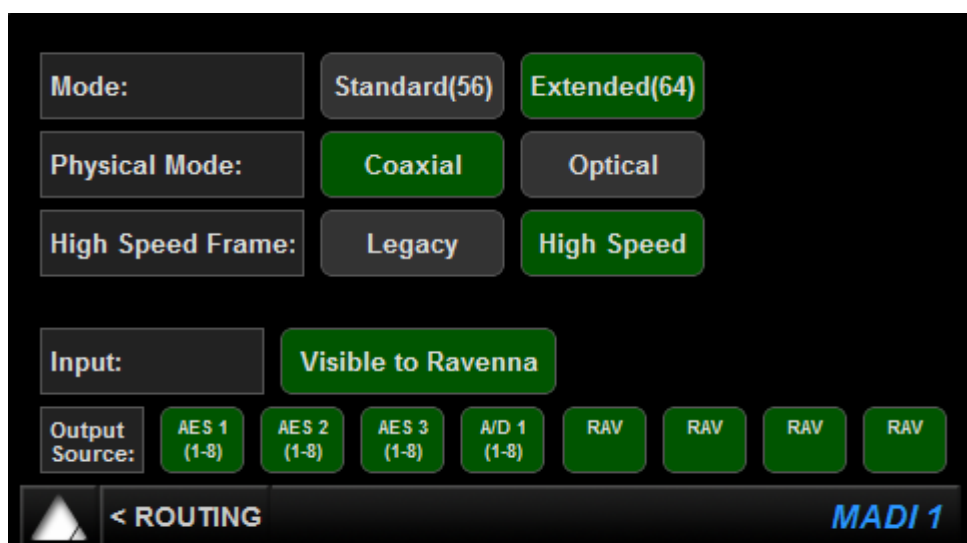 Mode: Standard(56) Extended(64)
Physical Mode: Coaxial Optical
High Speed Frame: Legacy High Speed
Input: Visible to Ravenna
Output Source: AES 1 (1-8) AES 2 (1-8) AES 3 (1-8) A/D 1 (1-8) RAV RAV RAV RAV
< ROUTING MADI 1